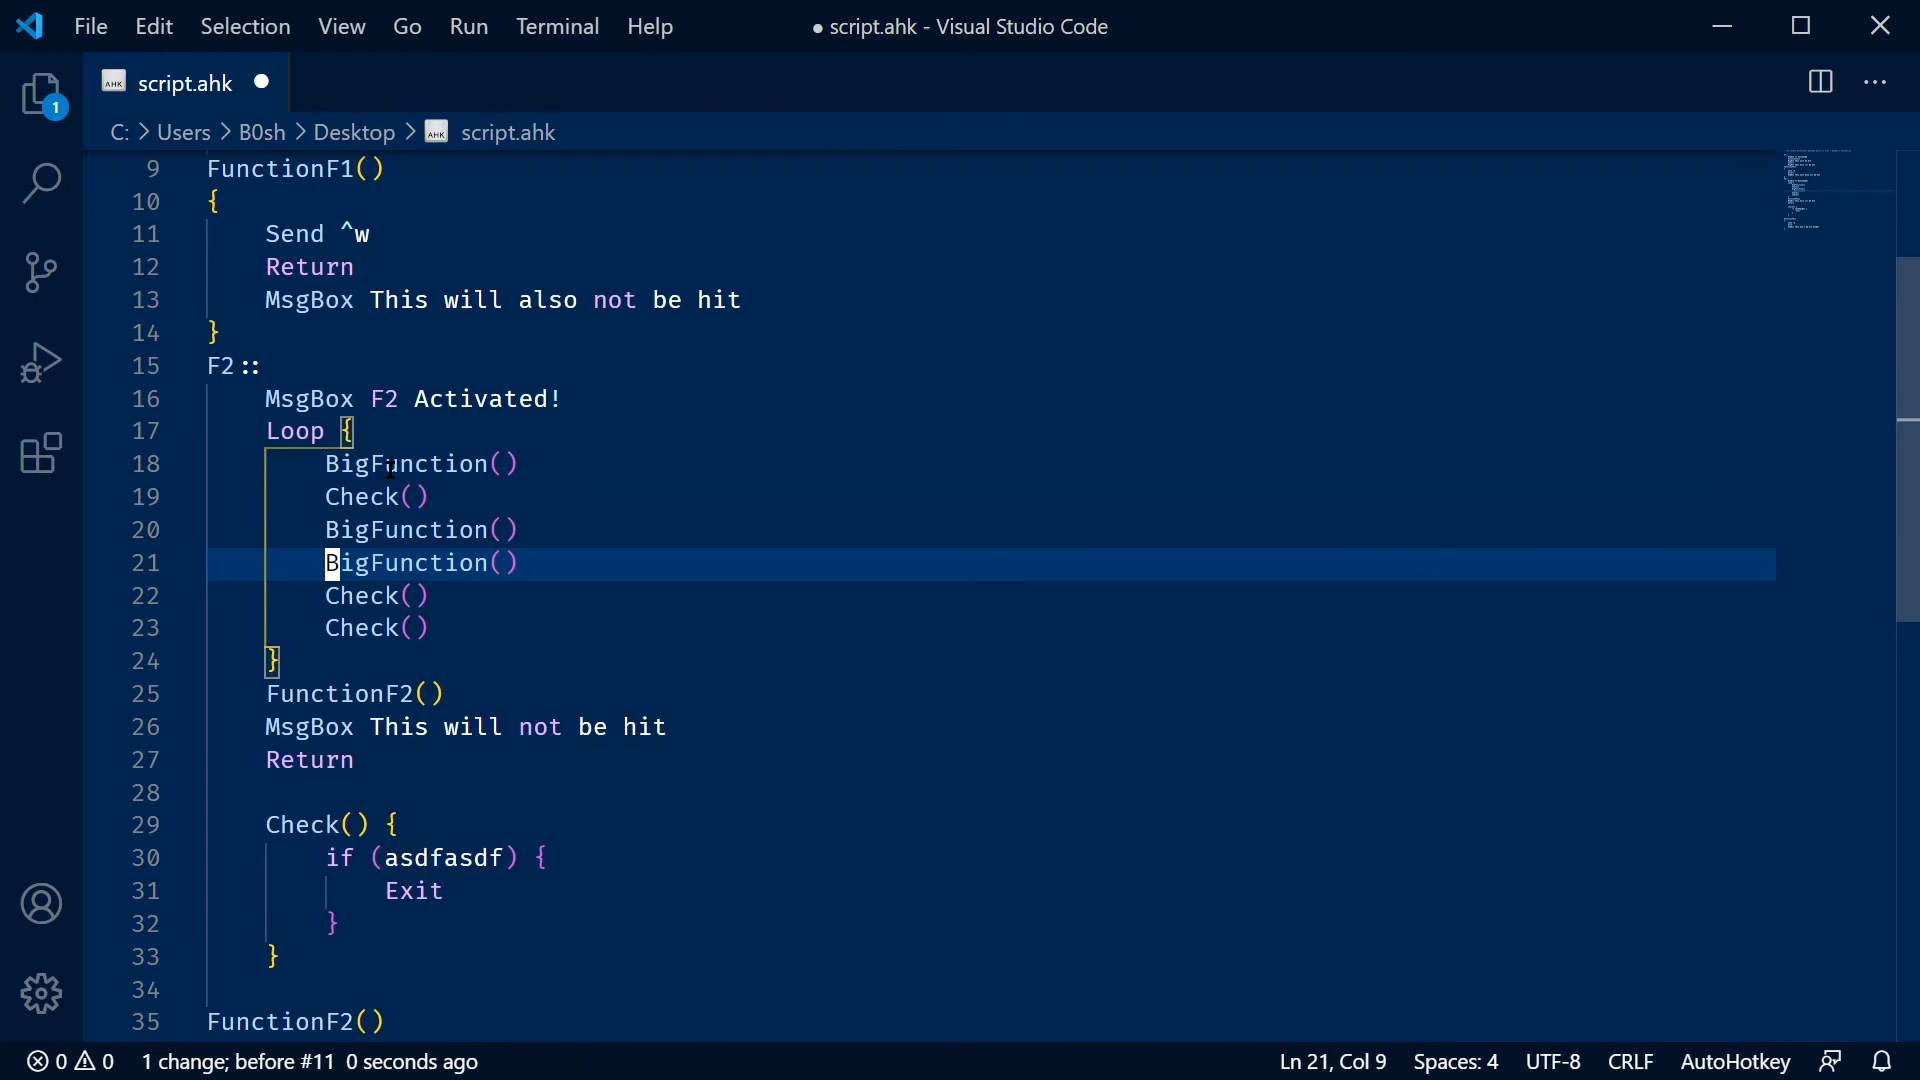 File Edit Selection View Go Run Terminal Help
● script.ahk - Visual Studio Code
AHK script.ahk ●
1
C: > Users > B0sh > Desktop > AHK script.ahk
9 FunctionF1()
10 {
11 Send ^w
12 Return
13 MsgBox This will also not be hit
14 }
15 F2::
16 MsgBox F2 Activated!
17 Loop {
18 BigFunction()
19 Check()
20 BigFunction()
21 BigFunction()
22 Check()
23 Check()
24 }
25 FunctionF2()
26 MsgBox This will not be hit
27 Return
28
29 Check() {
30 if (asdfasdf) {
31 Exit
32 }
33 }
34
35 FunctionF2()
0 0 1 change; before #11 0 seconds ago Ln 21, Col 9 Spaces: 4 UTF-8 CRLF AutoHotkey